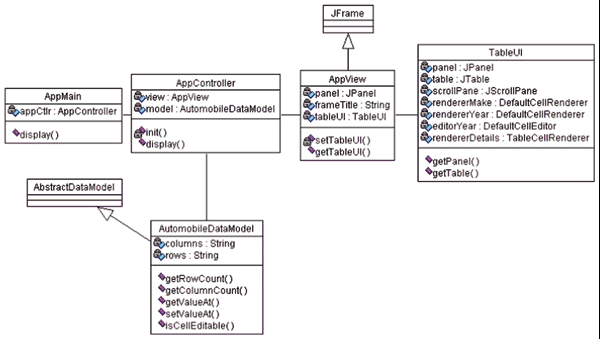 JFrame
TableUI
panel : JPanel
table : JTable
scrollPane : JScrollPane
rendererMake : DefaultCellRenderer
rendererYear : DefaultCellRenderer
editorYear : DefaultCellEditor
rendererDetails : TableCellRenderer
getPanel()
getTable()
AppView
panel : JPanel
frameTitle : String
tableUI : TableUI
setTableUI()
getTableUI()
AppController
view : AppView
model : AutomobileDataModel
init()
display()
AppMain
appCtlr : AppController
display()
AbstractDataModel
AutomobileDataModel
columns : String
rows : String
getRowCount()
getColumnCount()
getValueAt()
setValueAt()
isCellEditable()